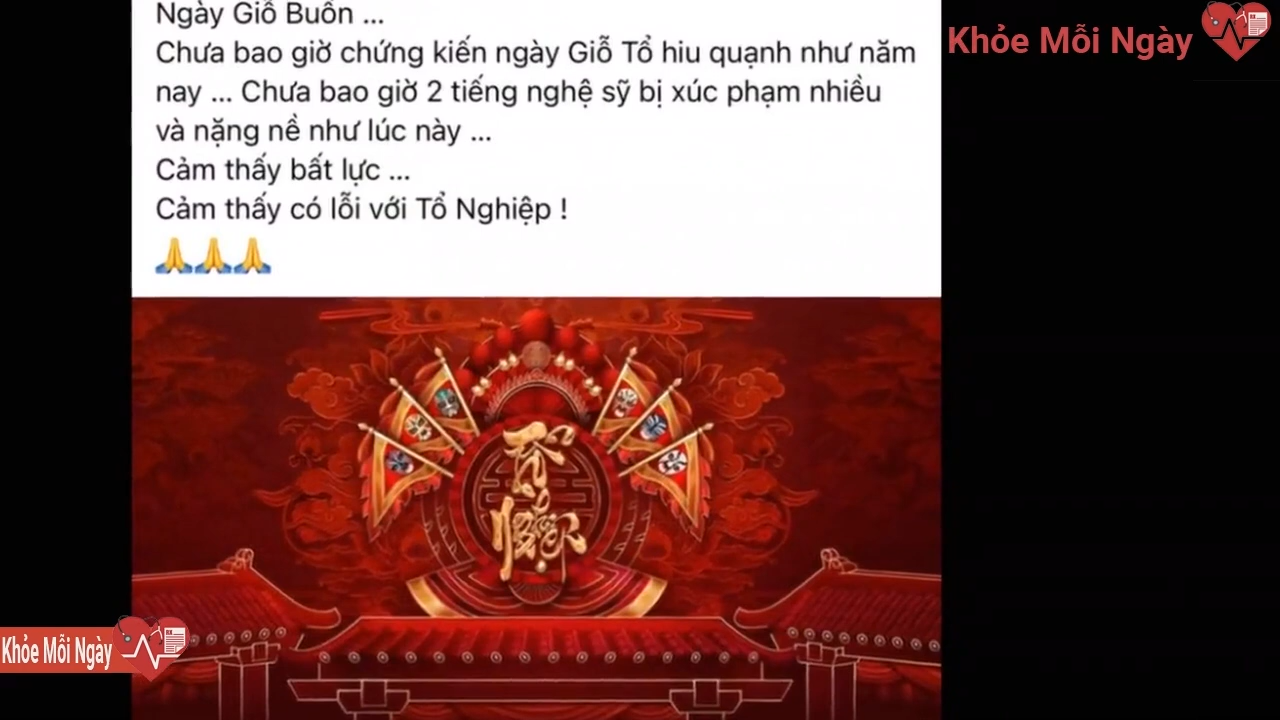 Ngày Giỗ Buồn ...
Chưa bao giờ chứng kiến ngày Giỗ Tổ hiu quạnh như năm
nay ... Chưa bao giờ 2 tiếng nghệ sỹ bị xúc phạm nhiều
và nặng nề như lúc này ...
Cảm thấy bất lực ...
Cảm thấy có lỗi với Tổ Nghiệp !
🙏🙏🙏
Khỏe Mỗi Ngày
Khỏe Mỗi Ngày